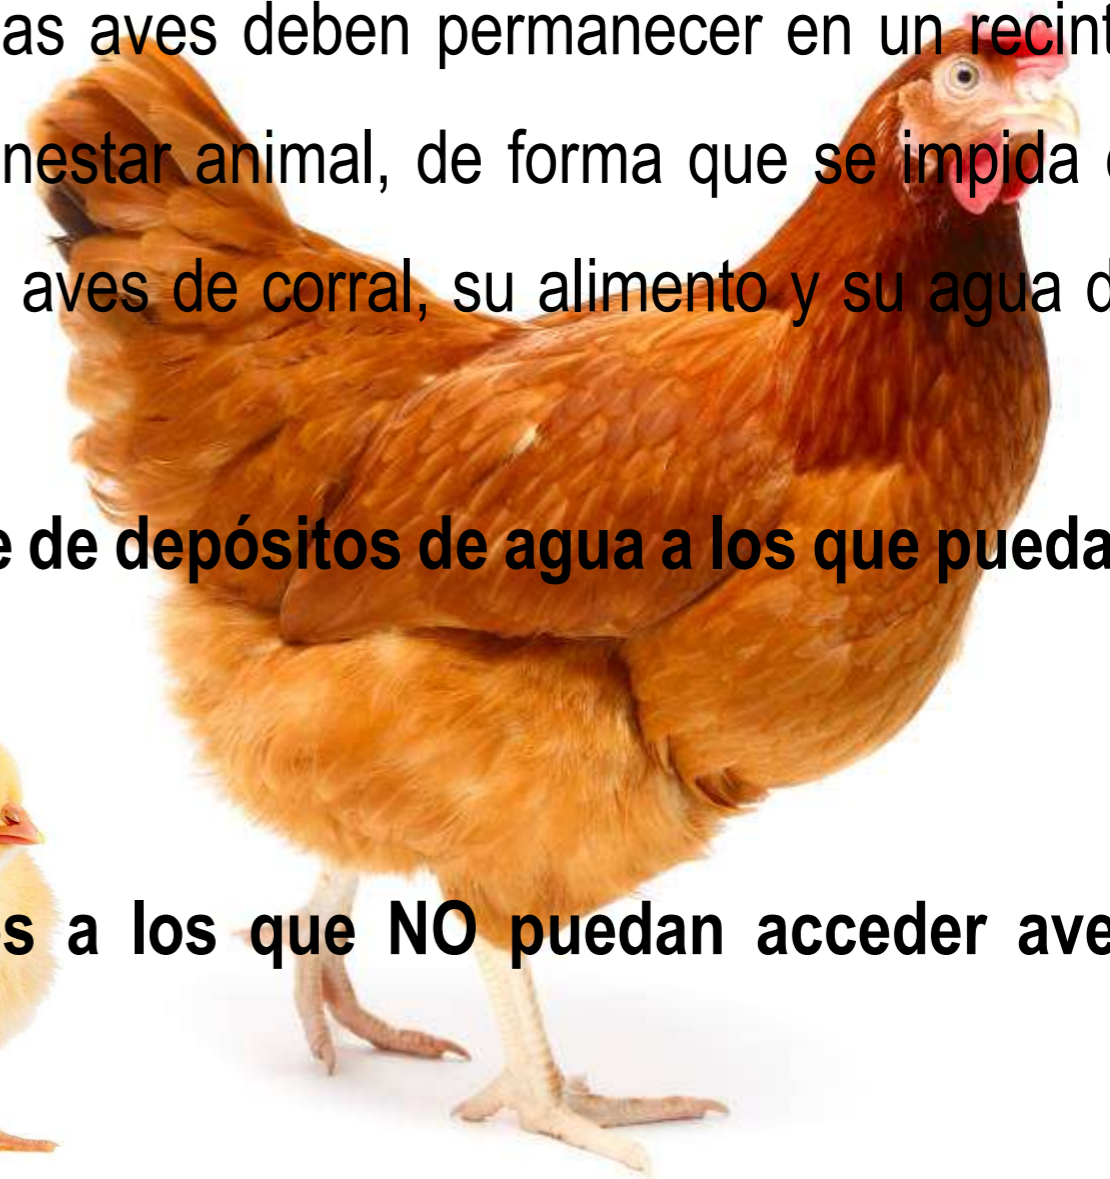 as aves deben permanecer en un recint
nestar animal, de forma que se impida
aves de corral, su alimento y su agua d
e de depósitos de agua a los que pueda
s a los que NO puedan acceder ave